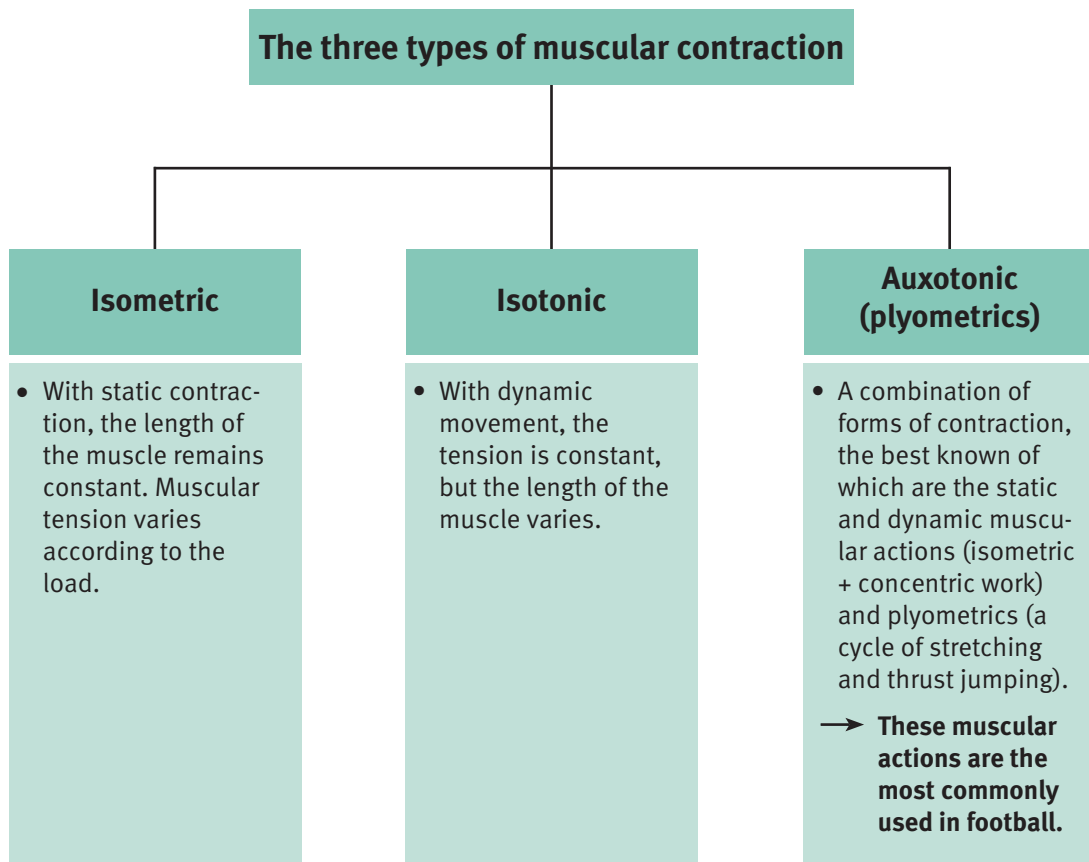 The three types of muscular contraction
Isometric
• With static contrac-
tion, the length of
the muscle remains
constant. Muscular
tension varies
according to the
load.
Isotonic
• With dynamic
movement, the
tension is constant,
but the length of the
muscle varies.
Auxotonic
(plyometrics)
• A combination of
forms of contraction,
the best known of
which are the static
and dynamic muscu-
lar actions (isometric
+ concentric work)
and plyometrics (a
cycle of stretching
and thrust jumping).
→ These muscular
actions are the
most commonly
used in football.